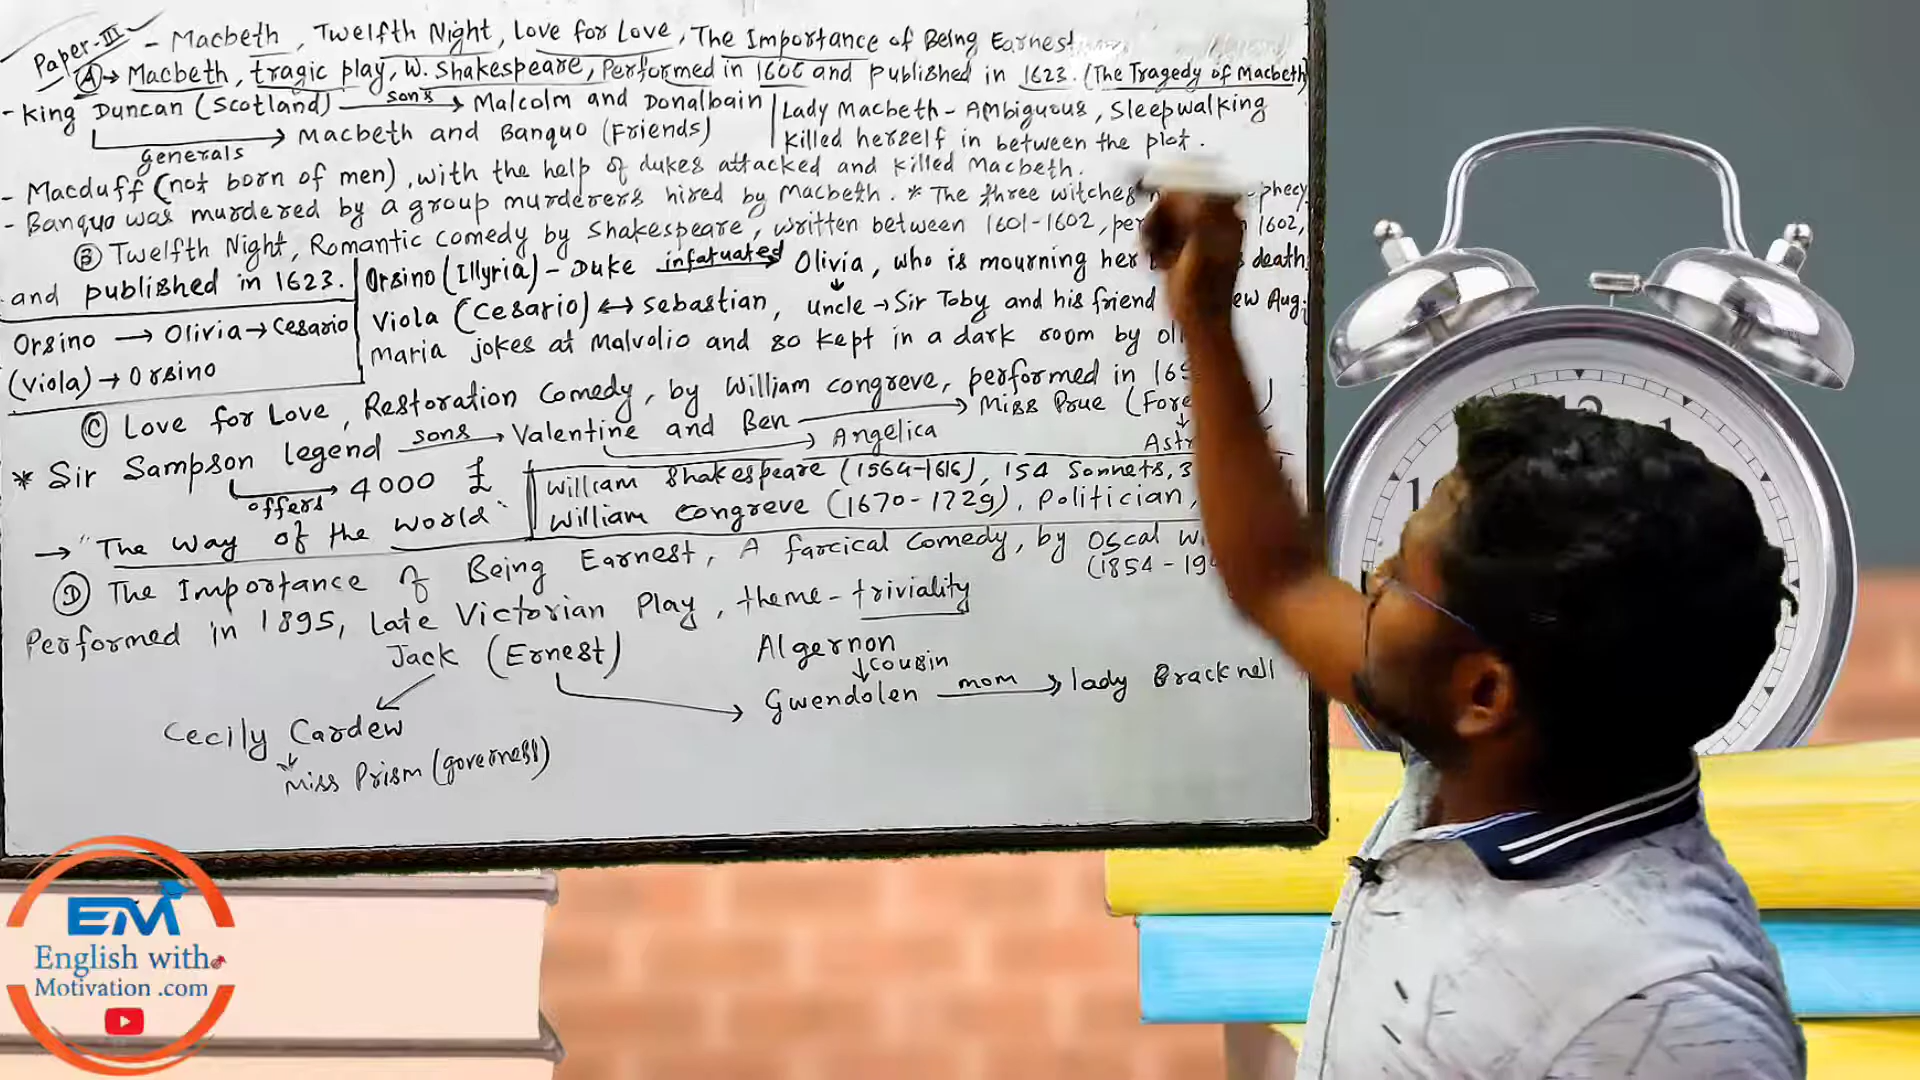 Paper-III - Macbeth, Twelfth Night, Love for Love, The Importance of Being Earnest
(A)→ Macbeth, tragic play, W. Shakespeare, Performed in 1606 and published in 1623. (The Tragedy of Macbeth)
- King Duncan (Scotland) sons → Malcolm and Donalbain
generals → Macbeth and Banquo (Friends)
Lady Macbeth - Ambiguous, Sleepwalking
killed herself in between the plot.
- Macduff (not born of men), with the help of dukes attacked and killed Macbeth.
- Banquo was murdered by a group murderers hired by Macbeth. * The three witches phecy
(B) Twelfth Night, Romantic Comedy by Shakespeare, written between 1601-1602, 1602,
and published in 1623.
Orsino (Illyria) - Duke infatuated → Olivia, who is mourning her death
Viola (Cesario) ↔ Sebastian, Uncle → Sir Toby and his friend ew Aug:
Maria jokes at Malvolio and so kept in a dark room by
Orsino → Olivia → Cesario
(Viola) → Orsino
(C) Love for Love, Restoration Comedy, by William Congreve, performed in
* Sir Sampson legend sons → Valentine and Ben → Miss Prue
→ Angelica
offers → 4000 £
William Shakespeare (1564-1616), 154 Sonnets,
William Congreve (1670-1729), Politician,
→ "The Way of the World"
(D) The Importance of Being Earnest, A farcical Comedy, by Oscal
(1854 -
Performed in 1895, Late Victorian Play, theme - triviality
Jack (Ernest)
Algernon
↓ cousin
Gwendolen mom → lady Bracknell
Cecily Cardew
Miss Prism (governess)
EM
English with
Motivation .com